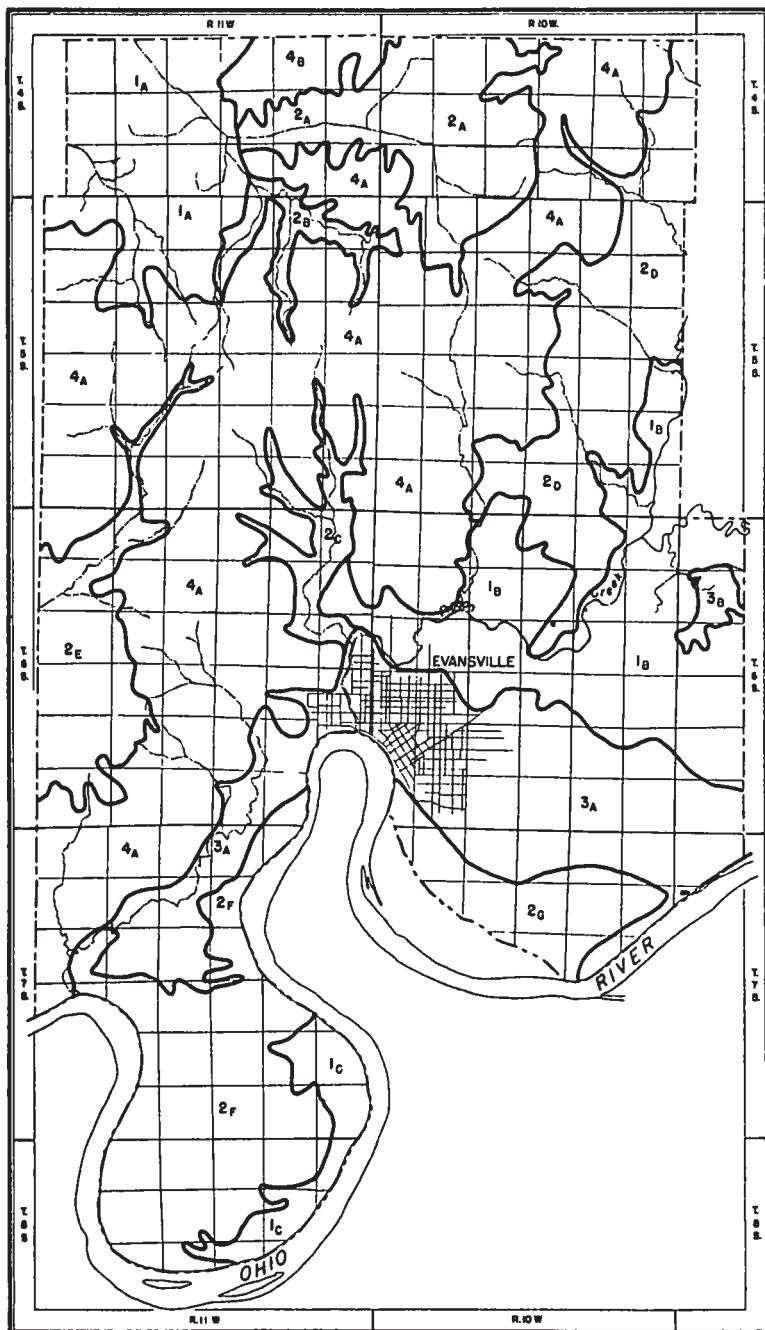 R.11W.
R.10W.
T.4S.
T.4S.
4B
4A
1A
2A
2A
4A
1A
2B
4A
2D
4A
T.5S.
T.5S.
4A
1B
4A
2D
2C
4A
1B
Creek
3B
2E
EVANSVILLE
1B
T.6S.
T.6S.
3A
4A
3A
2F
2G
RIVER
T.7S.
T.7S.
1C
2F
T.8S.
T.8S.
1C
OHIO
R.11W
R.10W.